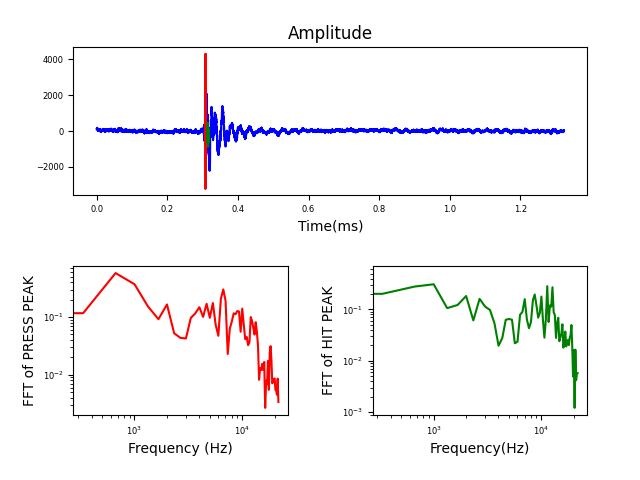 Amplitude
4000
2000
0
−2000
0.0 0.2 0.4 0.6 0.8 1.0 1.2
Time(ms)
FFT of PRESS PEAK
10⁻¹
10⁻²
10³ 10⁴
Frequency (Hz)
FFT of HIT PEAK
10⁻¹
10⁻²
10⁻³
10³ 10⁴
Frequency(Hz)